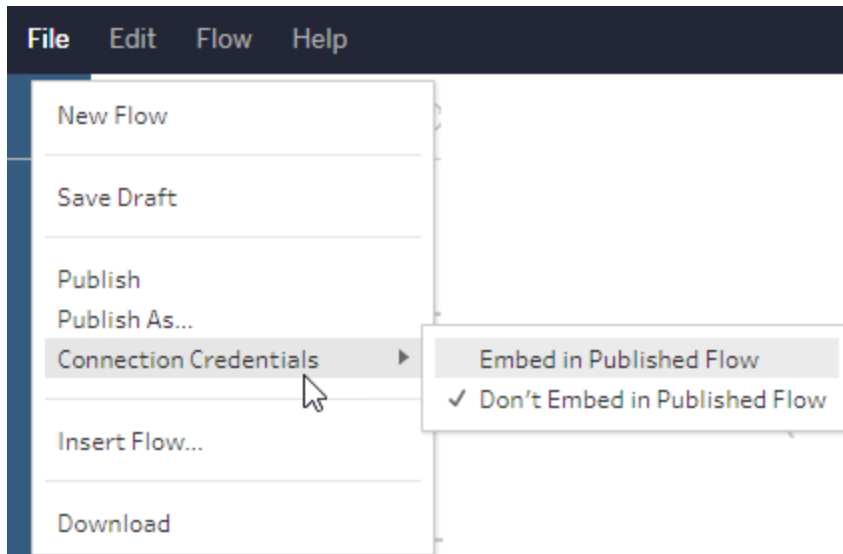 File Edit Flow Help
New Flow
Save Draft
Publish
Publish As...
Connection Credentials
Embed in Published Flow
✓ Don't Embed in Published Flow
Insert Flow...
Download